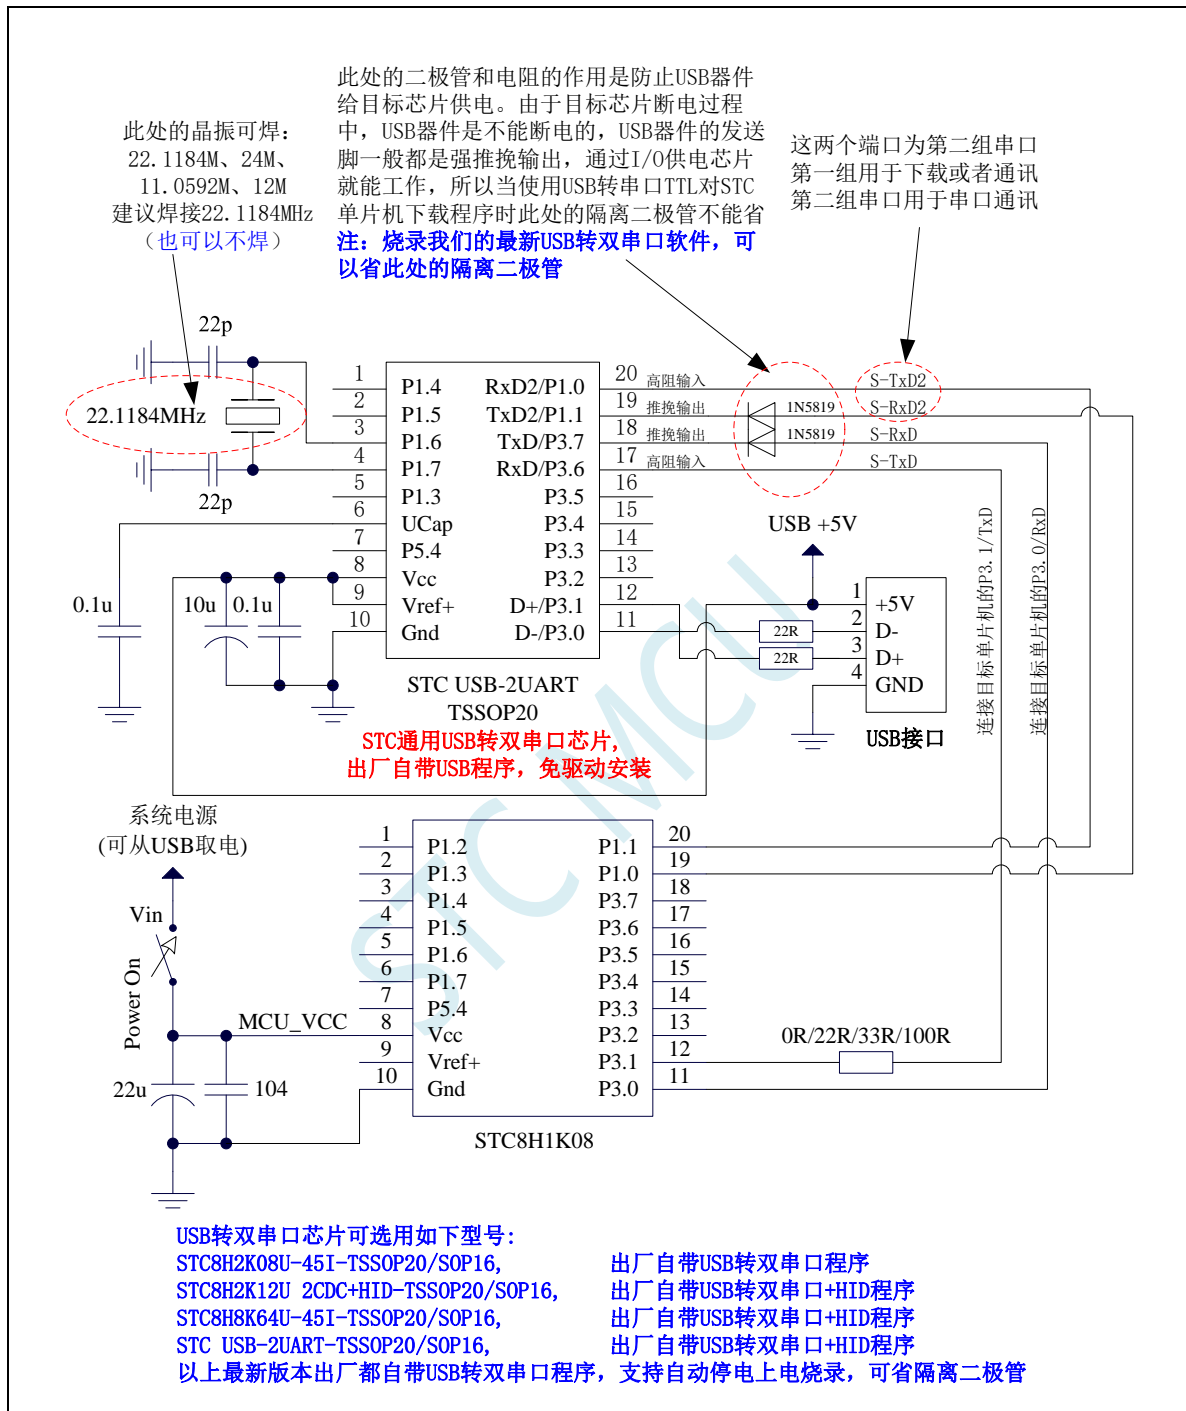 此处的二极管和电阻的作用是防止USB器件
给目标芯片供电。由于目标芯片断电过程
中，USB器件是不能断电的，USB器件的发送
脚一般都是强推挽输出，通过I/O供电芯片
就能工作，所以当使用USB转串口TTL对STC
单片机下载程序时此处的隔离二极管不能省
注：烧录我们的最新USB转双串口软件，可
以省此处的隔离二极管
此处的晶振可焊：
22.1184M、24M、
11.0592M、12M
建议焊接22.1184MHz
（也可以不焊）
这两个端口为第二组串口
第一组用于下载或者通讯
第二组串口用于串口通讯
22p
22.1184MHz
22p
1 P1.4 RxD2/P1.0 20 高阻输入 S-TxD2
2 P1.5 TxD2/P1.1 19 推挽输出 1N5819 S-RxD2
3 P1.6 TxD/P3.7 18 推挽输出 1N5819 S-RxD
4 P1.7 RxD/P3.6 17 高阻输入 S-TxD
5 P1.3 P3.5 16
6 UCap P3.4 15
7 P5.4 P3.3 14
8 Vcc P3.2 13
9 Vref+ D+/P3.1 12
10 Gnd D-/P3.0 11
0.1u
10u
0.1u
STC USB-2UART
TSSOP20
STC通用USB转双串口芯片,
出厂自带USB程序，免驱动安装
USB +5V
22R
22R
1 +5V
2 D-
3 D+
4 GND
USB接口
连接目标单片机的P3.1/TxD
连接目标单片机的P3.0/RxD
STC MCU
系统电源
(可从USB取电)
Vin
Power On
MCU_VCC
22u
104
1 P1.2 P1.1 20
2 P1.3 P1.0 19
3 P1.4 P3.7 18
4 P1.5 P3.6 17
5 P1.6 P3.5 16
6 P1.7 P3.4 15
7 P5.4 P3.3 14
8 Vcc P3.2 13
9 Vref+ P3.1 12
10 Gnd P3.0 11
0R/22R/33R/100R
STC8H1K08
USB转双串口芯片可选用如下型号：
STC8H2K08U-45I-TSSOP20/SOP16, 出厂自带USB转双串口程序
STC8H2K12U 2CDC+HID-TSSOP20/SOP16, 出厂自带USB转双串口+HID程序
STC8H8K64U-45I-TSSOP20/SOP16, 出厂自带USB转双串口+HID程序
STC USB-2UART-TSSOP20/SOP16, 出厂自带USB转双串口+HID程序
以上最新版本出厂都自带USB转双串口程序，支持自动停电上电烧录，可省隔离二极管